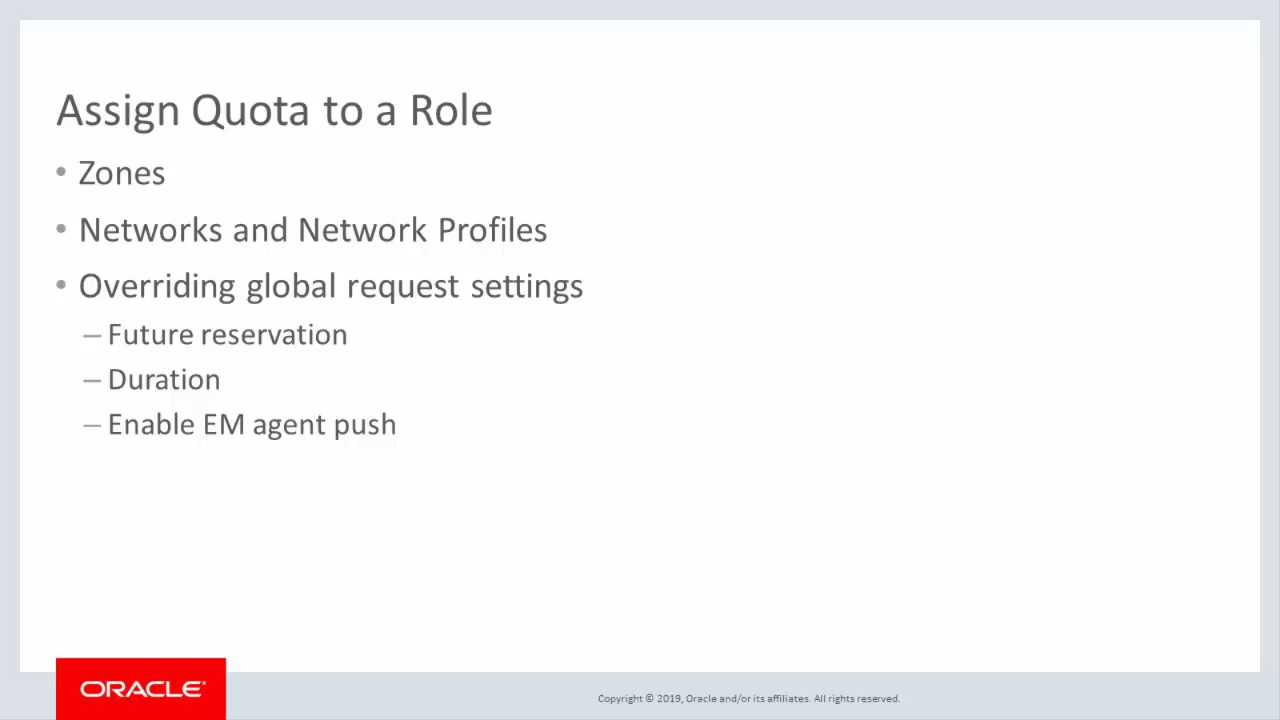 Assign Quota to a Role
• Zones
• Networks and Network Profiles
• Overriding global request settings
– Future reservation
– Duration
– Enable EM agent push
ORACLE®
Copyright © 2019, Oracle and/or its affiliates. All rights reserved.